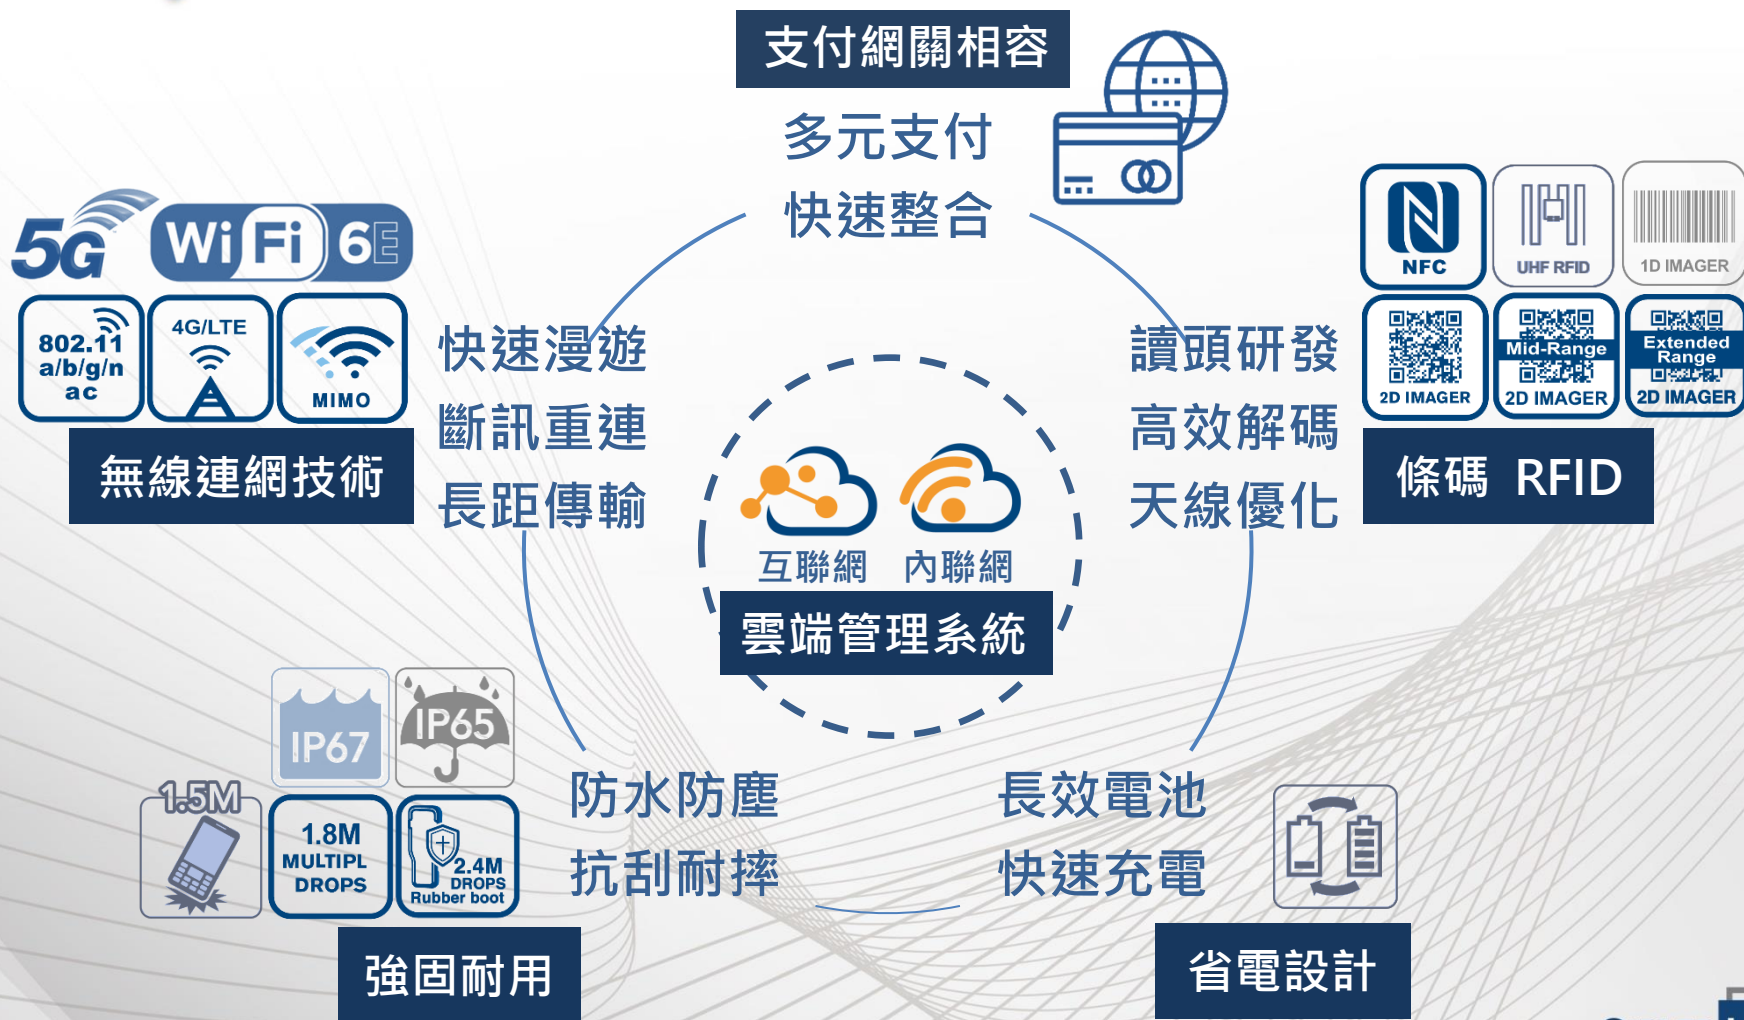 支付網關相容
多元支付
快速整合
5G
WiFi 6E
802.11
a/b/g/n
ac
4G/LTE
MIMO
無線連網技術
快速漫遊
斷訊重連
長距傳輸
NFC
UHF RFID
1D IMAGER
2D IMAGER
Mid-Range
2D IMAGER
Extended
Range
2D IMAGER
條碼 RFID
讀頭研發
高效解碼
天線優化
互聯網
內聯網
雲端管理系統
IP67
IP65
1.5M
1.8M
MULTIPL
DROPS
2.4M
DROPS
Rubber boot
強固耐用
防水防塵
抗刮耐摔
長效電池
快速充電
省電設計